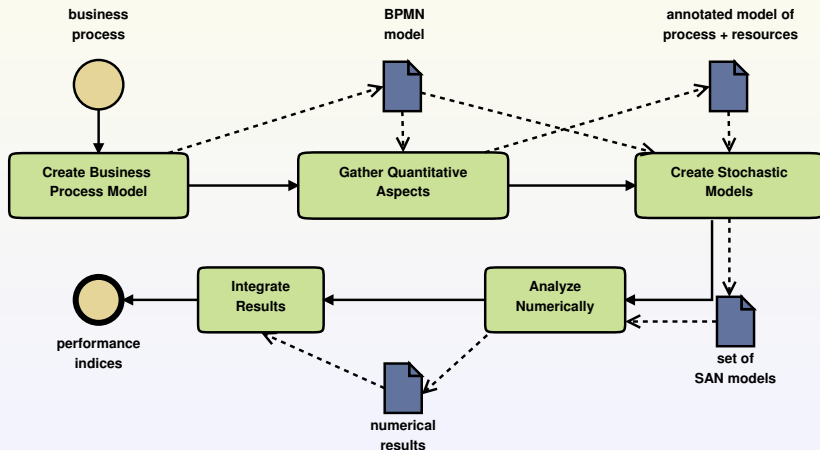 business
process
BPMN
model
annotated model of
process + resources
Create Business
Process Model
Gather Quantitative
Aspects
Create Stochastic
Models
Integrate
Results
Analyze
Numerically
performance
indices
set of
SAN models
numerical
results